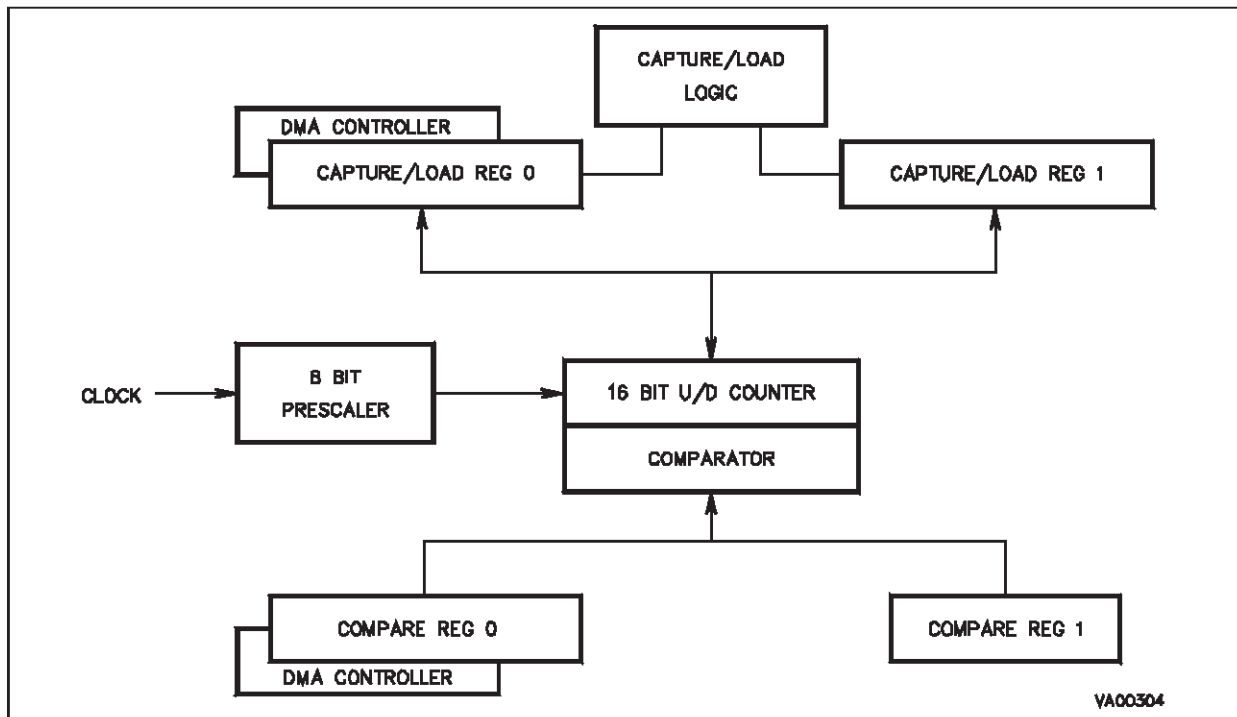 CAPTURE/LOAD
LOGIC
DMA CONTROLLER
CAPTURE/LOAD REG 0
CAPTURE/LOAD REG 1
CLOCK
8 BIT
PRESCALER
16 BIT U/D COUNTER
COMPARATOR
COMPARE REG 0
COMPARE REG 1
DMA CONTROLLER
VA00304